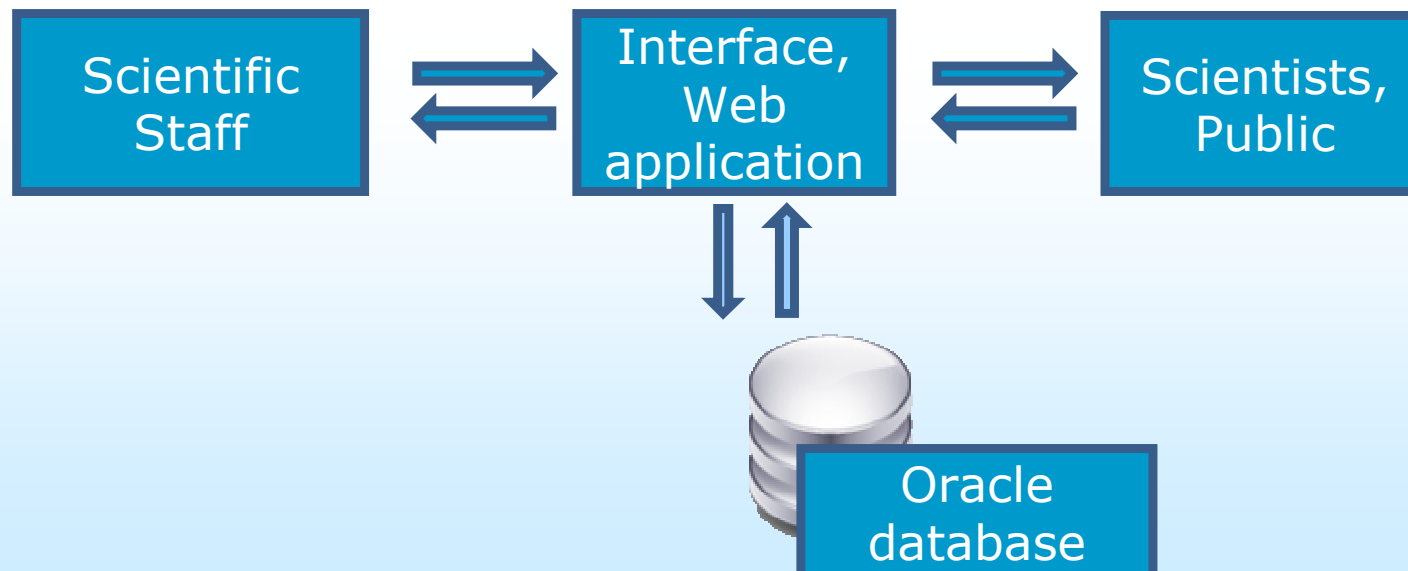 Scientific
Staff
Interface,
Web
application
Scientists,
Public
Oracle
database